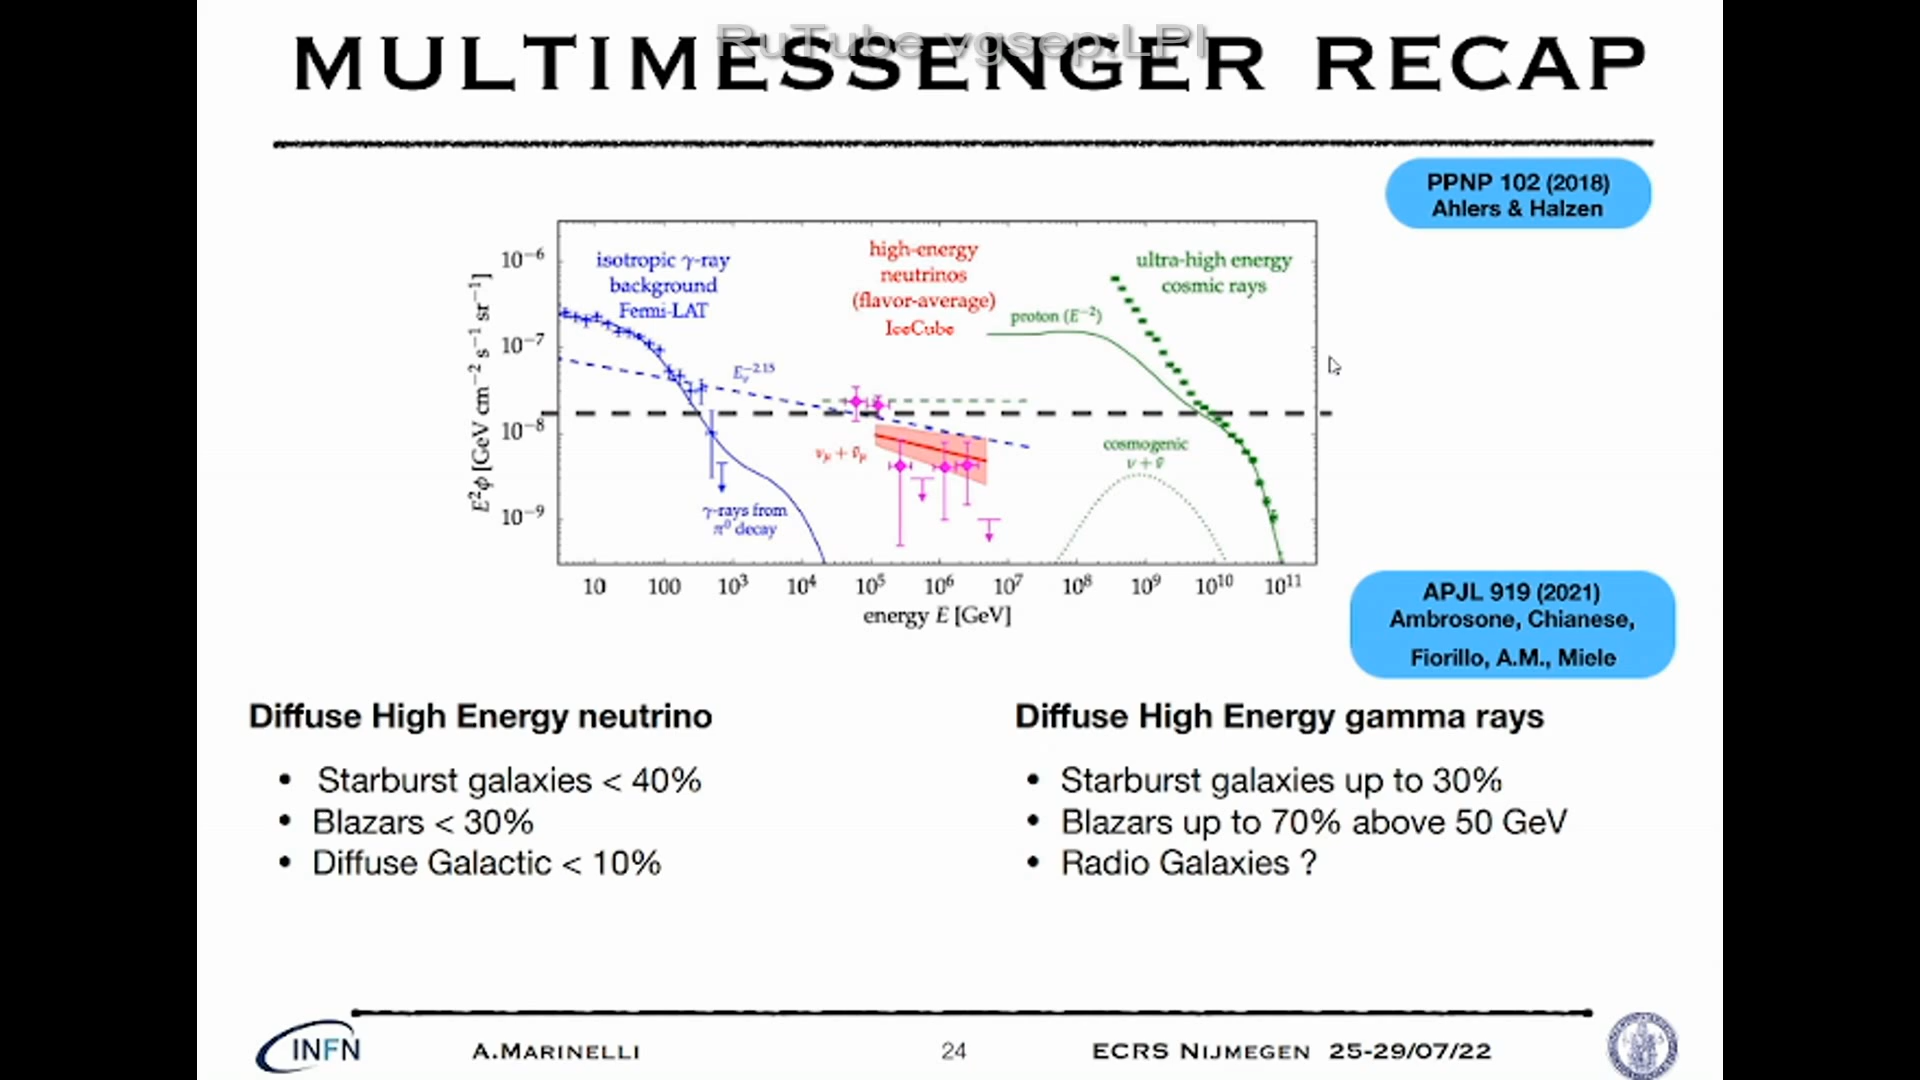 RuTube vgsep:LPI
MULTIMESSENGER RECAP
PPNP 102 (2018)
Ahlers & Halzen
isotropic γ-ray
background
Fermi-LAT
high-energy
neutrinos
(flavor-average)
IceCube
ultra-high energy
cosmic rays
proton (E⁻²)
E²ϕ [GeV cm⁻² s⁻¹ sr⁻¹]
10⁻⁶
10⁻⁷
10⁻⁸
10⁻⁹
ν_μ + ν̄_μ
cosmogenic
ν + ν̄
γ-rays from
π⁰ decay
10 100 10³ 10⁴ 10⁵ 10⁶ 10⁷ 10⁸ 10⁹ 10¹⁰ 10¹¹
energy E [GeV]
APJL 919 (2021)
Ambrosone, Chianese,
Fiorillo, A.M., Miele
Diffuse High Energy neutrino
• Starburst galaxies < 40%
• Blazars < 30%
• Diffuse Galactic < 10%
Diffuse High Energy gamma rays
• Starburst galaxies up to 30%
• Blazars up to 70% above 50 GeV
• Radio Galaxies ?
INFN
A.MARINELLI
24
ECRS NIJMEGEN 25-29/07/22